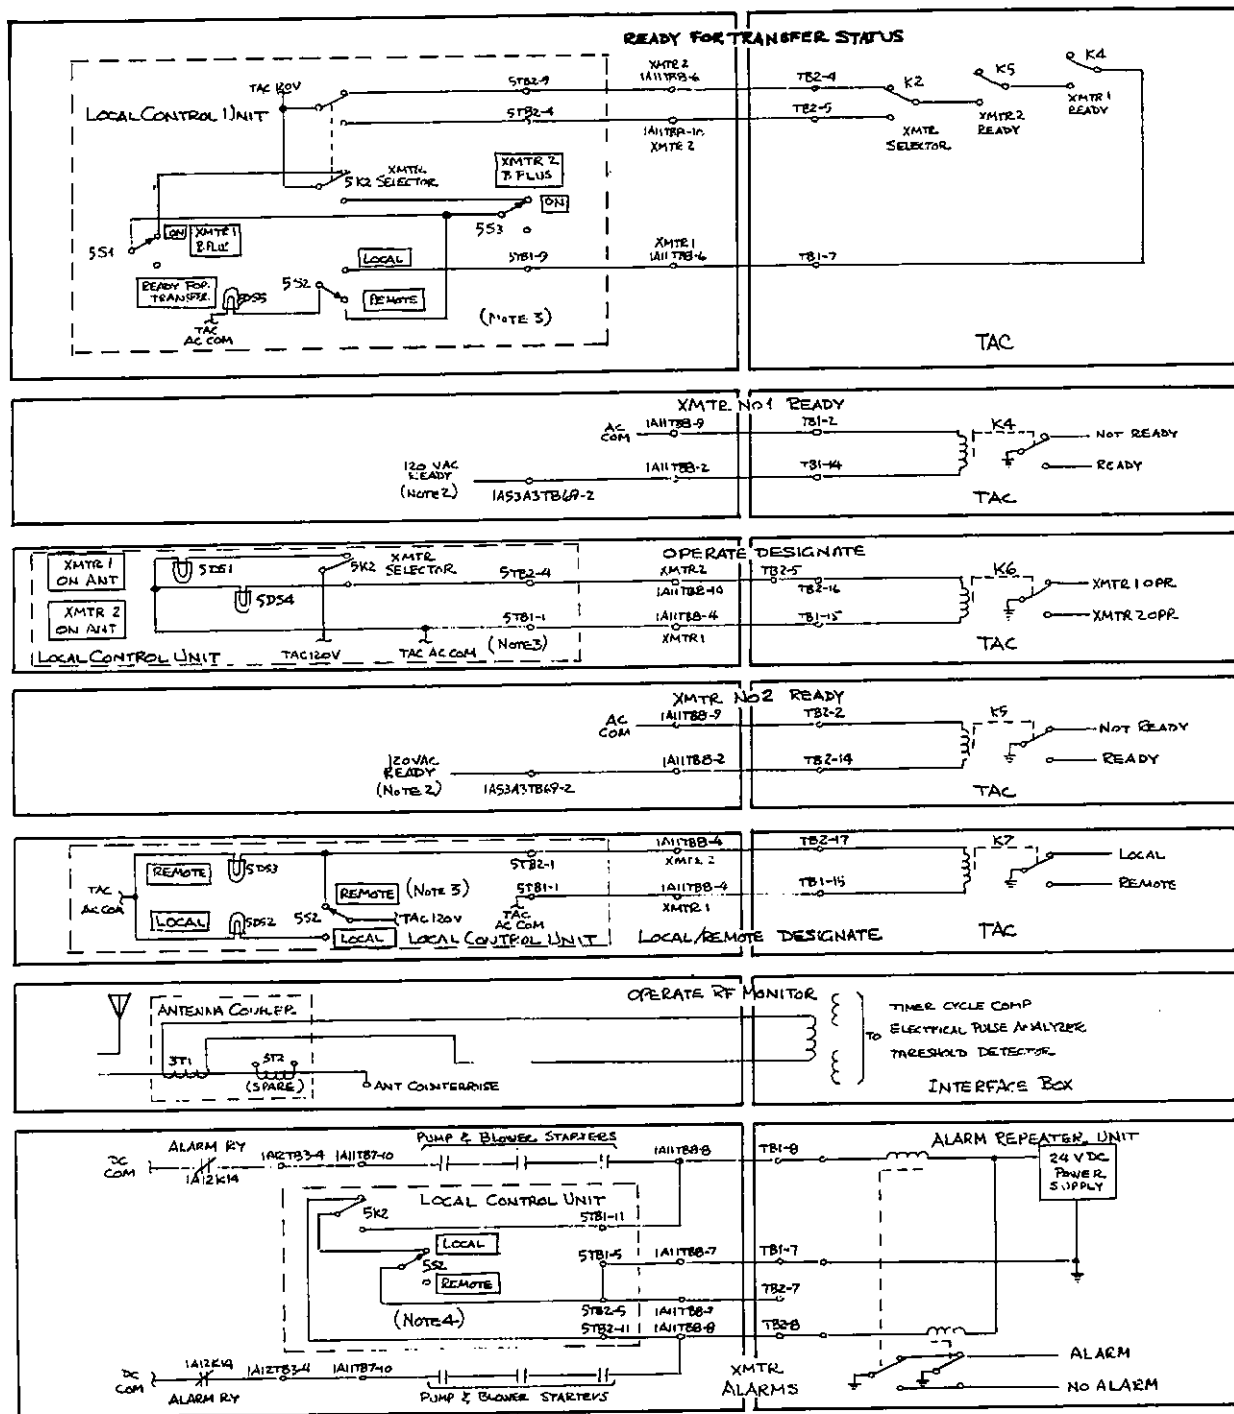 READY FOR TRANSFER STATUS
TAC 120V
5TB2-9
XMTR 2
1A11TB8-6
TB2-4
K2
K5
K4
LOCAL CONTROL UNIT
5TB2-4
TB2-5
XMTR 1
READY
XMTR 2
READY
XMTR
SELECTOR
XMTR 2
XMTR
5K2 SELECTOR
XMTR 2
B PLUS
ON
5S3
5S1
ON
XMTR 1
B PLUS
LOCAL
5TB1-9
XMTR 1
1A11TB8-6
TB1-7
READY FOR
TRANSFER
5DS5
5S2
REMOTE
(NOTE 3)
TAC
AC COM
TAC
XMTR No1 READY
AC
COM
1A11TB8-9
TB1-2
K4
NOT READY
120 VAC
READY
(NOTE 2)
1A53A3TB69-2
1A11TB8-2
TB1-14
READY
TAC
OPERATE DESIGNATE
XMTR 1
ON ANT
5DS1
5K2
XMTR
SELECTOR
5TB2-4
XMTR2
TB2-5
TB2-16
K6
XMTR 1 OPR
5DS4
XMTR 2
ON ANT
5TB1-1
1A11TB8-4
XMTR1
TB1-15
XMTR 2 OPR
LOCAL CONTROL UNIT
TAC 120V
TAC AC COM
(NOTE 3)
TAC
XMTR No2 READY
AC
COM
1A11TB8-9
TB2-2
K5
NOT READY
120VAC
READY
(NOTE 2)
1A53A3TB69-2
1A11TB8-2
TB2-14
READY
TAC
1A11TB8-4
XMTR 2
TB2-17
K7
LOCAL
REMOTE
5DS3
5TB2-1
TAC
AC COM
REMOTE
(NOTE 3)
5TB1-1
1A11TB8-4
XMTR 1
TB1-15
REMOTE
LOCAL
5DS2
5S2
TAC 120V
TAC
AC COM
LOCAL
LOCAL CONTROL UNIT
LOCAL/REMOTE DESIGNATE
TAC
OPERATE RF MONITOR
ANTENNA COUPLER
3T1
3T2
(SPARE)
ANT COUNTERPOISE
TO
TIMER CYCLE COMP
ELECTRICAL PULSE ANALYZER
THRESHOLD DETECTOR
INTERFACE BOX
ALARM RY
PUMP & BLOWER STARTERS
ALARM REPEATER UNIT
DC
COM
1A12K14
1A12TB3-4
1A11TB7-10
1A11TB8-8
TB1-8
24 VDC
POWER
SUPPLY
LOCAL CONTROL UNIT
5K2
5TB1-11
LOCAL
5S2
REMOTE
5TB1-5
1A11TB8-7
TB1-7
TB2-7
(NOTE 4)
5TB2-5
1A11TB8-7
5TB2-11
1A11TB8-8
TB2-8
DC
COM
1A12K14
1A12TB3-4
1A11TB7-10
ALARM RY
PUMP & BLOWER STARTERS
XMTR
ALARMS
ALARM
NO ALARM